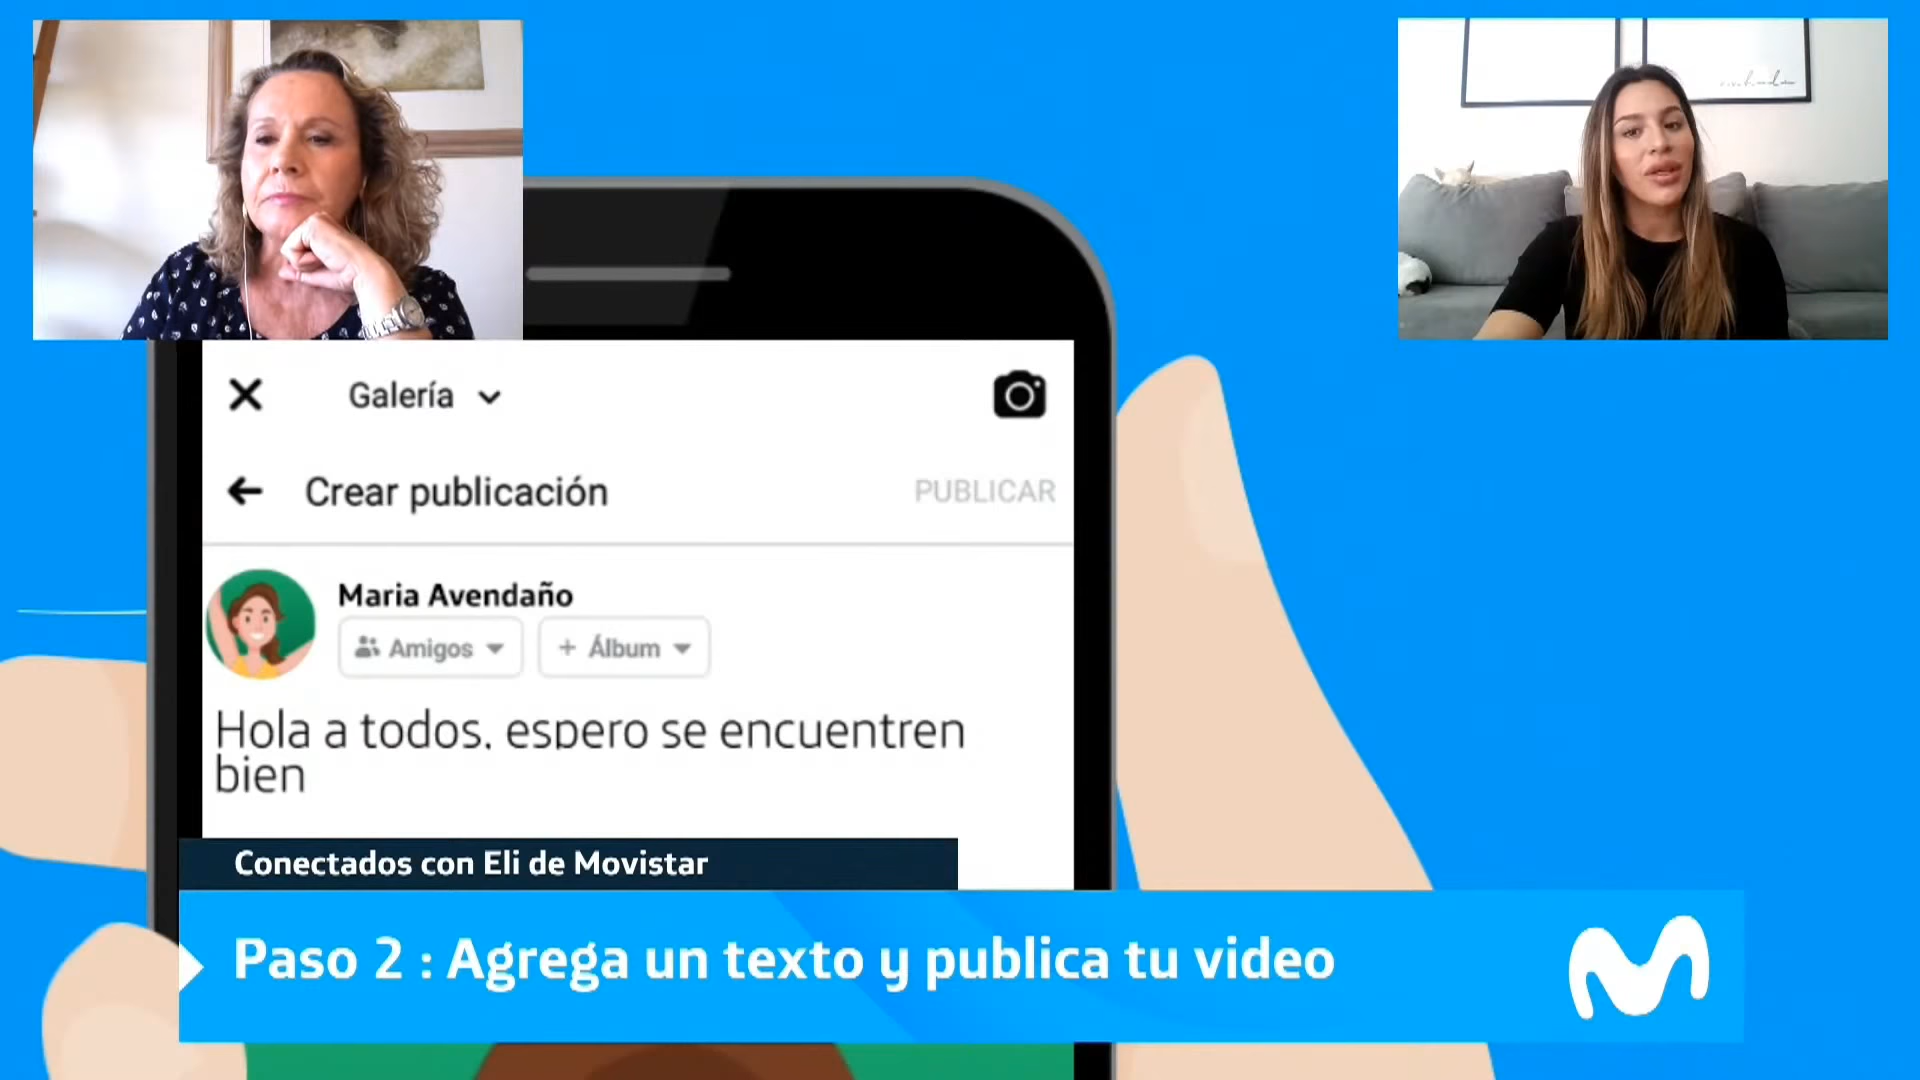 Galería
Crear publicación
PUBLICAR
Maria Avendaño
Amigos
+ Álbum
Hola a todos, espero se encuentren
bien
Conectados con Eli de Movistar
Paso 2 : Agrega un texto y publica tu video